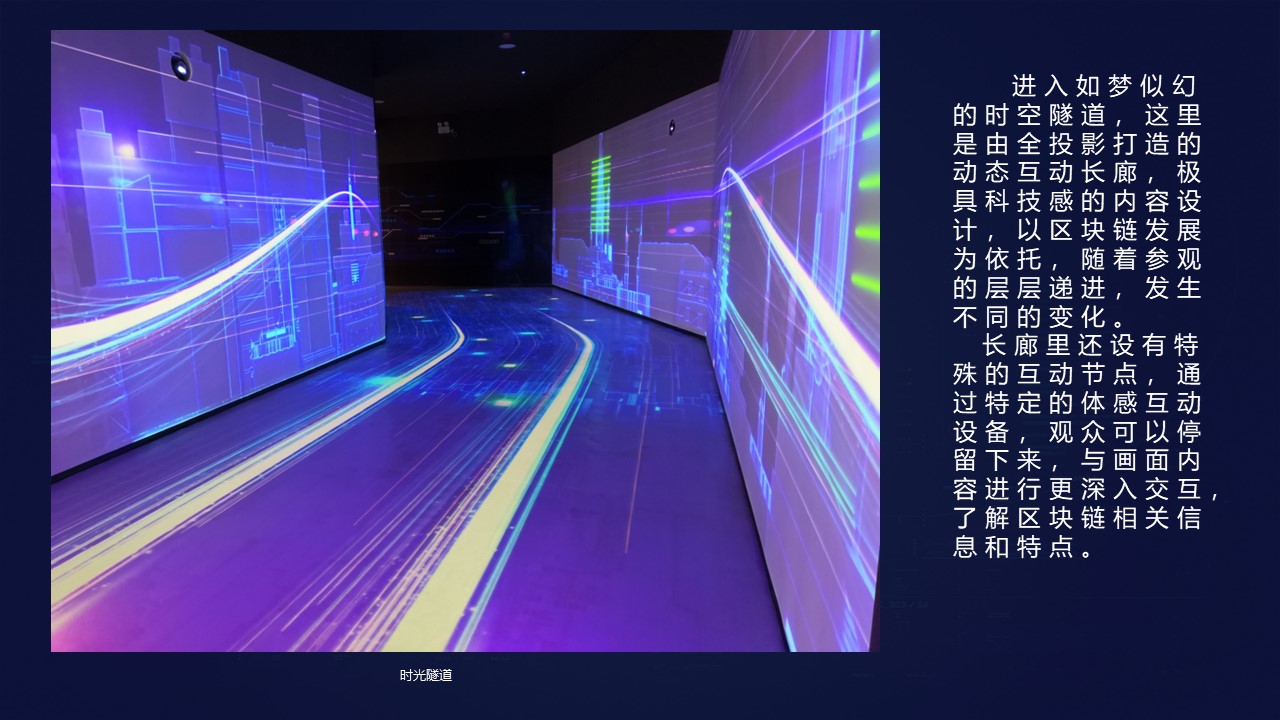 进入如梦似幻
的时空隧道，这里
是由全投影打造的
动态互动长廊，极
具科技感的内容设
计，以区块链发展
为依托，随着参观
的层层递进，发生
不同的变化。
长廊里还设有特
殊的互动节点，通
过特定的体感互动
设备，观众可以停
留下来，与画面内
容进行更深入交互，
了解区块链相关信
息和特点。
时光隧道